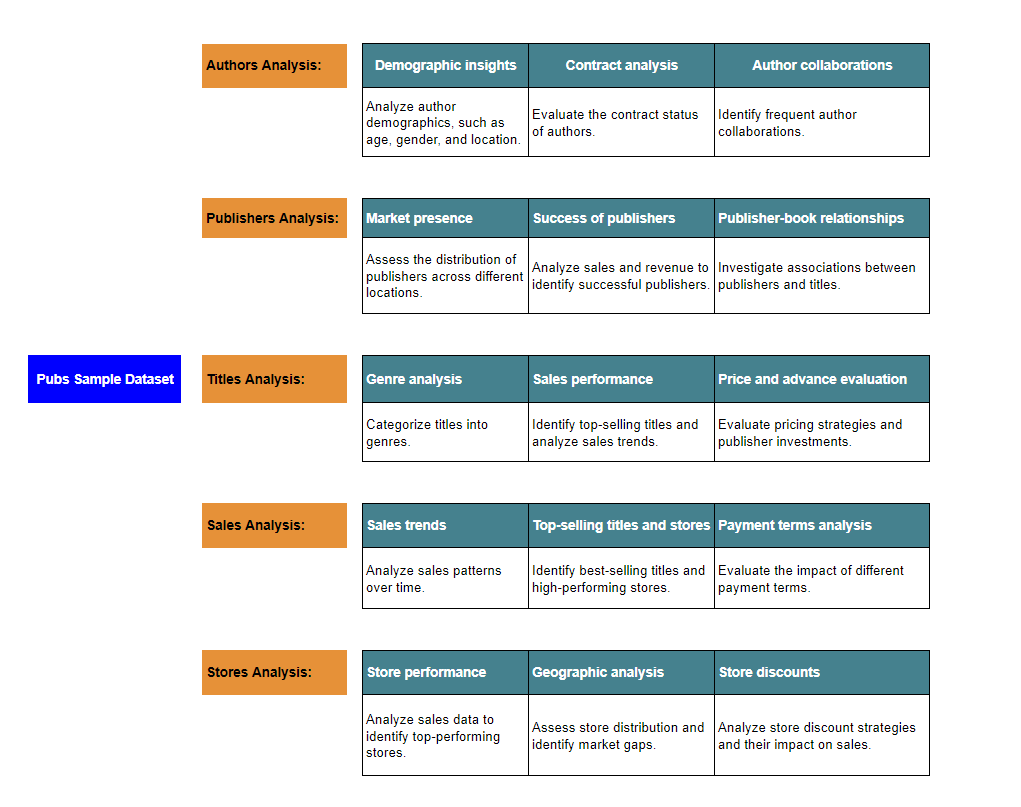 Authors Analysis:
Demographic insights
Contract analysis
Author collaborations
Analyze author
demographics, such as
age, gender, and location.
Evaluate the contract status
of authors.
Identify frequent author
collaborations.
Publishers Analysis:
Market presence
Success of publishers
Publisher-book relationships
Assess the distribution of
publishers across different
locations.
Analyze sales and revenue to
identify successful publishers.
Investigate associations between
publishers and titles.
Pubs Sample Dataset
Titles Analysis:
Genre analysis
Sales performance
Price and advance evaluation
Categorize titles into
genres.
Identify top-selling titles and
analyze sales trends.
Evaluate pricing strategies and
publisher investments.
Sales Analysis:
Sales trends
Top-selling titles and stores
Payment terms analysis
Analyze sales patterns
over time.
Identify best-selling titles and
high-performing stores.
Evaluate the impact of different
payment terms.
Stores Analysis:
Store performance
Geographic analysis
Store discounts
Analyze sales data to
identify top-performing
stores.
Assess store distribution and
identify market gaps.
Analyze store discount strategies
and their impact on sales.